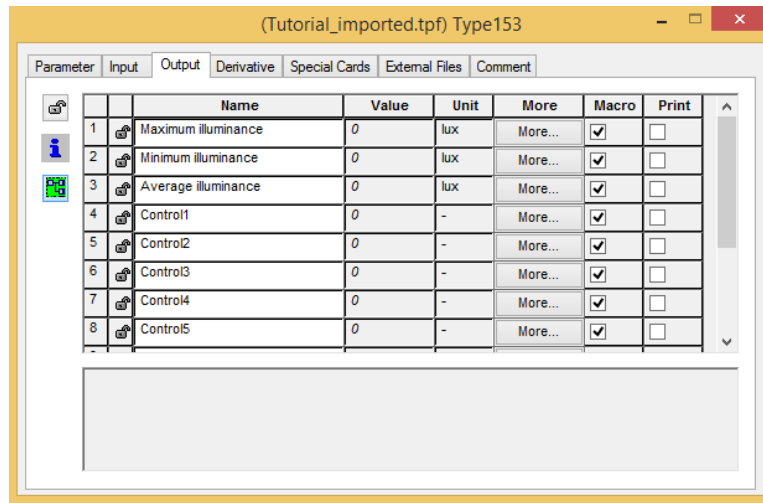 (Tutorial_imported.tpf) Type153
Parameter Input Output Derivative Special Cards External Files Comment
Name Value Unit More Macro Print
1 Maximum illuminance 0 lux More...
2 Minimum illuminance 0 lux More...
3 Average illuminance 0 lux More...
4 Control1 0 - More...
5 Control2 0 - More...
6 Control3 0 - More...
7 Control4 0 - More...
8 Control5 0 - More...